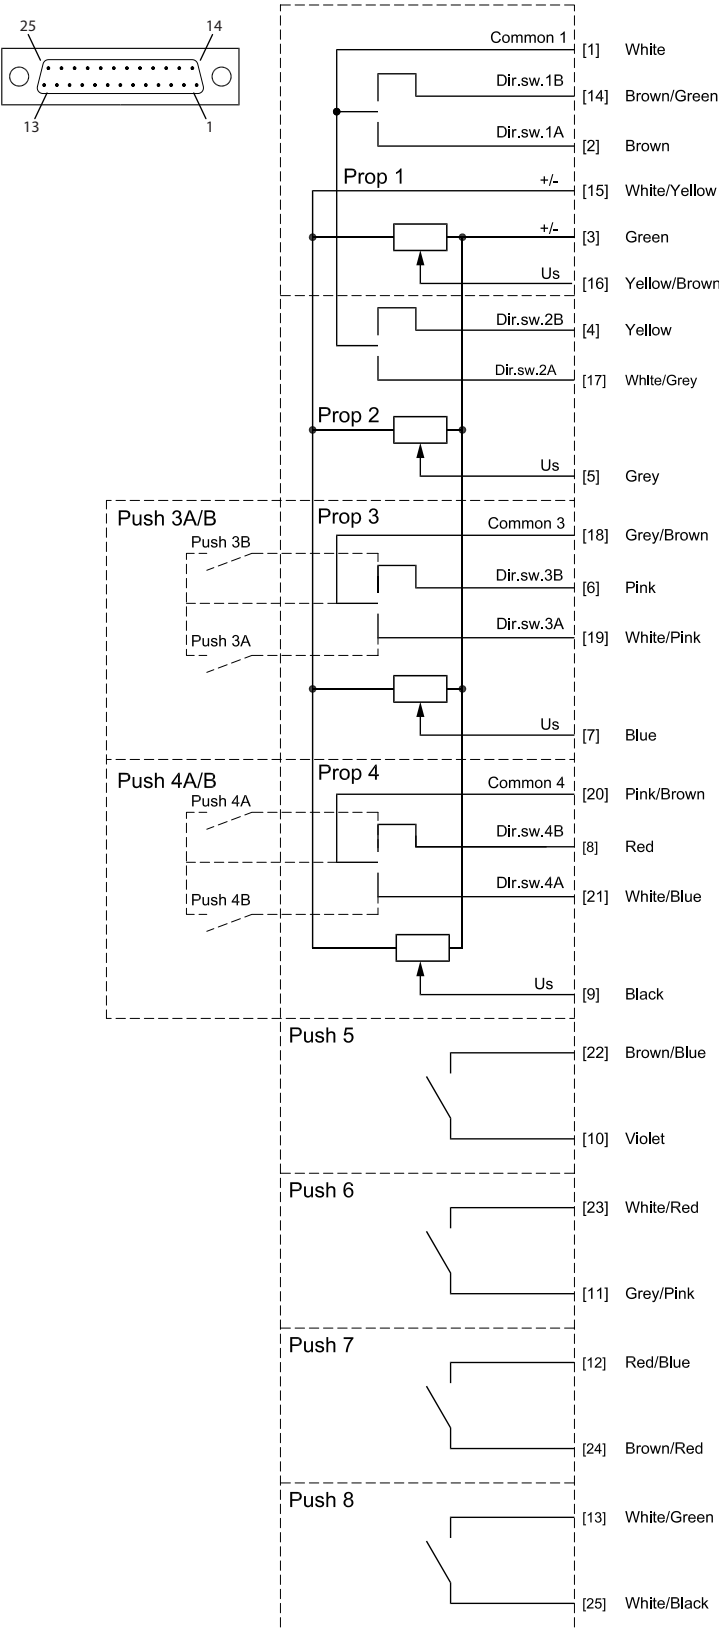 25
14
13
1
Common 1 [1] White
Dir.sw.1B [14] Brown/Green
Dir.sw.1A [2] Brown
Prop 1
+/- [15] White/Yellow
+/- [3] Green
Us [16] Yellow/Brown
Dir.sw.2B [4] Yellow
Dir.sw.2A [17] White/Grey
Prop 2
Us [5] Grey
Push 3A/B
Prop 3
Common 3 [18] Grey/Brown
Push 3B
Dir.sw.3B [6] Pink
Push 3A
Dir.sw.3A [19] White/Pink
Us [7] Blue
Push 4A/B
Prop 4
Common 4 [20] Pink/Brown
Push 4A
Dir.sw.4B [8] Red
Push 4B
Dir.sw.4A [21] White/Blue
Us [9] Black
Push 5
[22] Brown/Blue
[10] Violet
Push 6
[23] White/Red
[11] Grey/Pink
Push 7
[12] Red/Blue
[24] Brown/Red
Push 8
[13] White/Green
[25] White/Black